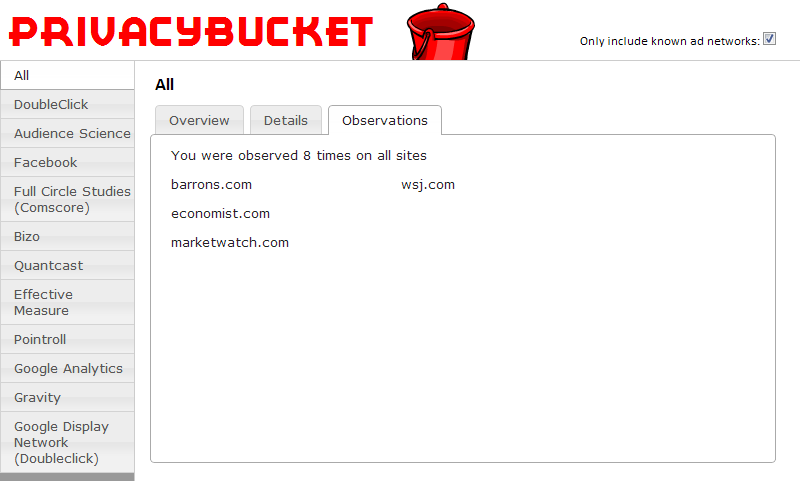 PRIVACYBUCKET
Only include known ad networks:
All
DoubleClick
Audience Science
Facebook
Full Circle Studies
(Comscore)
Bizo
Quantcast
Effective
Measure
Pointroll
Google Analytics
Gravity
Google Display
Network
(Doubleclick)
All
Overview Details Observations
You were observed 8 times on all sites
barrons.com wsj.com
economist.com
marketwatch.com